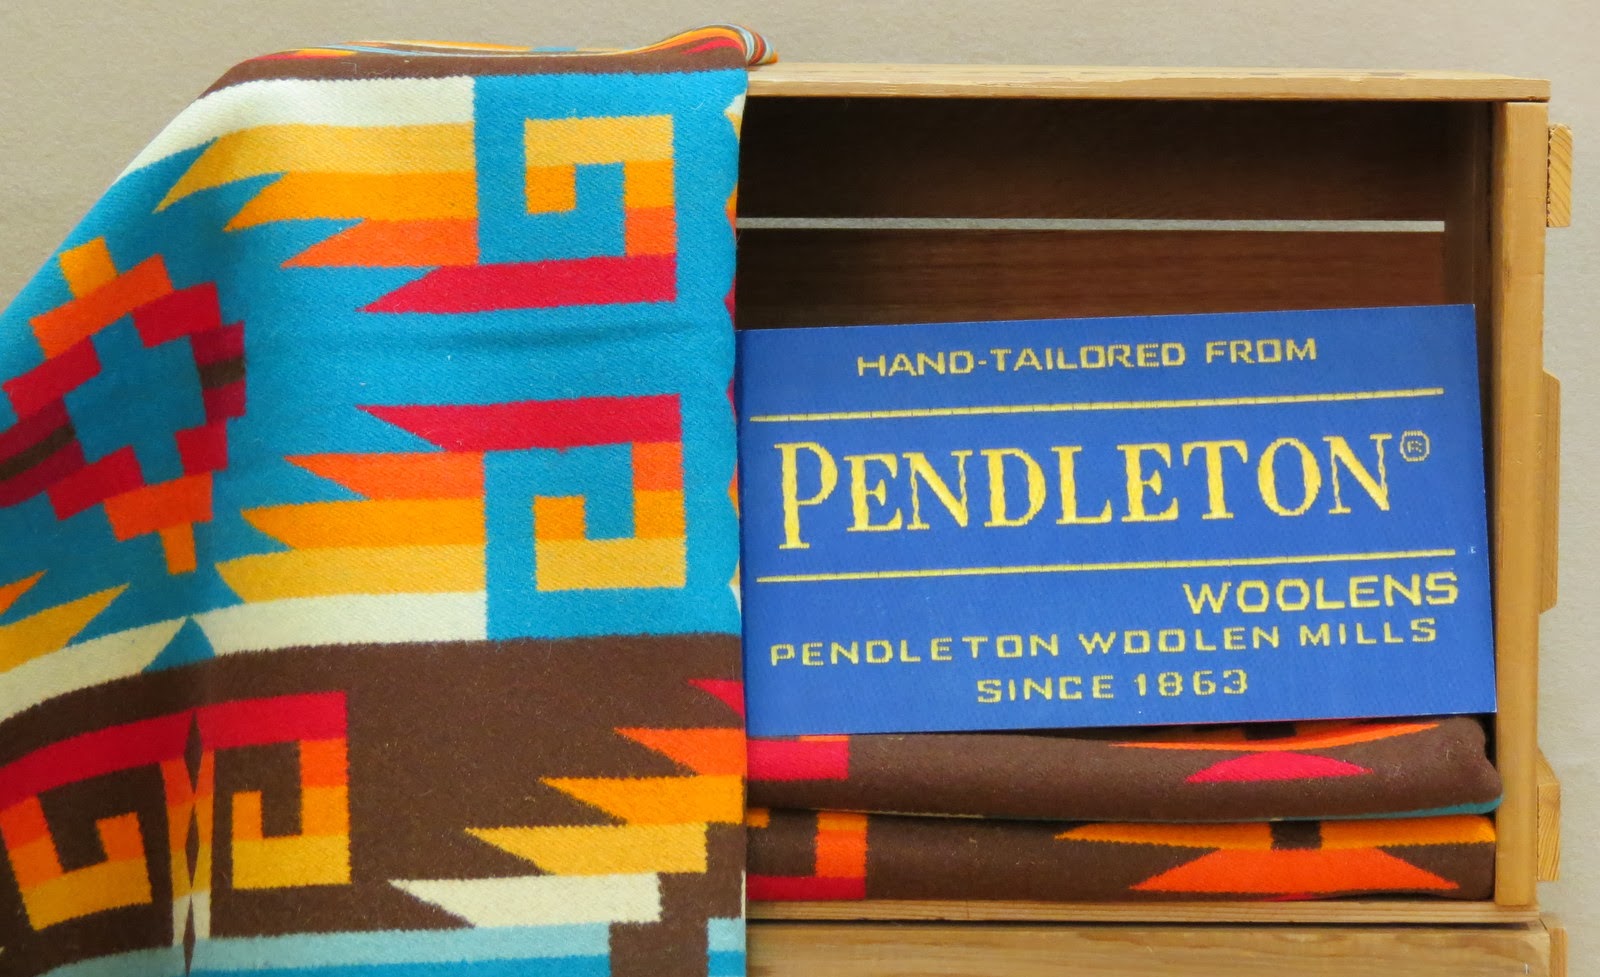 HAND-TAILORED FROM
PENDLETON®
WOOLENS
PENDLETON WOOLEN MILLS
SINCE 1863